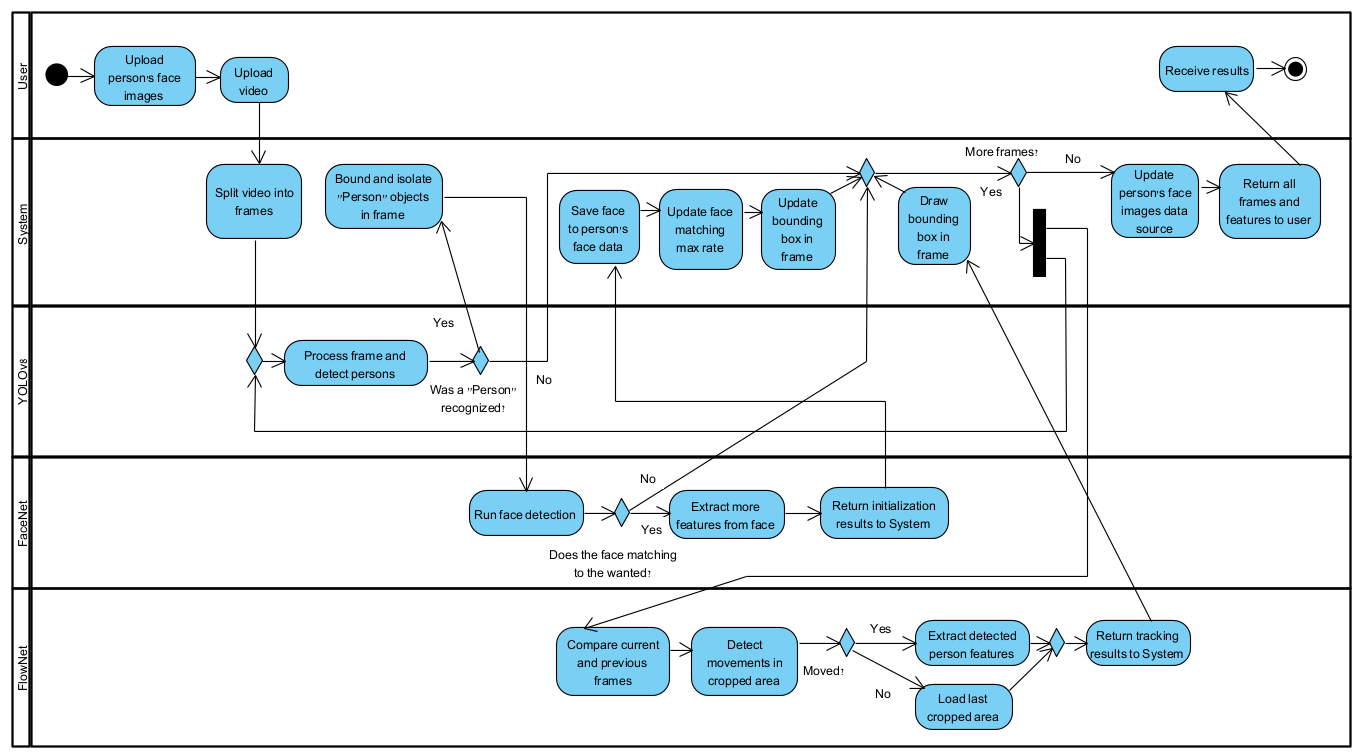 User
Upload
person's face
images
Upload
video
Receive results
System
Split video into
frames
Bound and isolate
"Person" objects
in frame
Save face
to person's
face data
Update face
matching
max rate
Update
bounding
box in
frame
Draw
bounding
box in
frame
More frames?
No
Yes
Update
person's face
images data
source
Return all
frames and
features to user
YOLOv8
Process frame and
detect persons
Yes
No
Was a "Person"
recognized?
FaceNet
Run face detection
No
Yes
Does the face matching
to the wanted?
Extract more
features from face
Return initialization
results to System
FlowNet
Compare current
and previous
frames
Detect
movements in
cropped area
Moved?
Yes
No
Extract detected
person features
Load last
cropped area
Return tracking
results to System